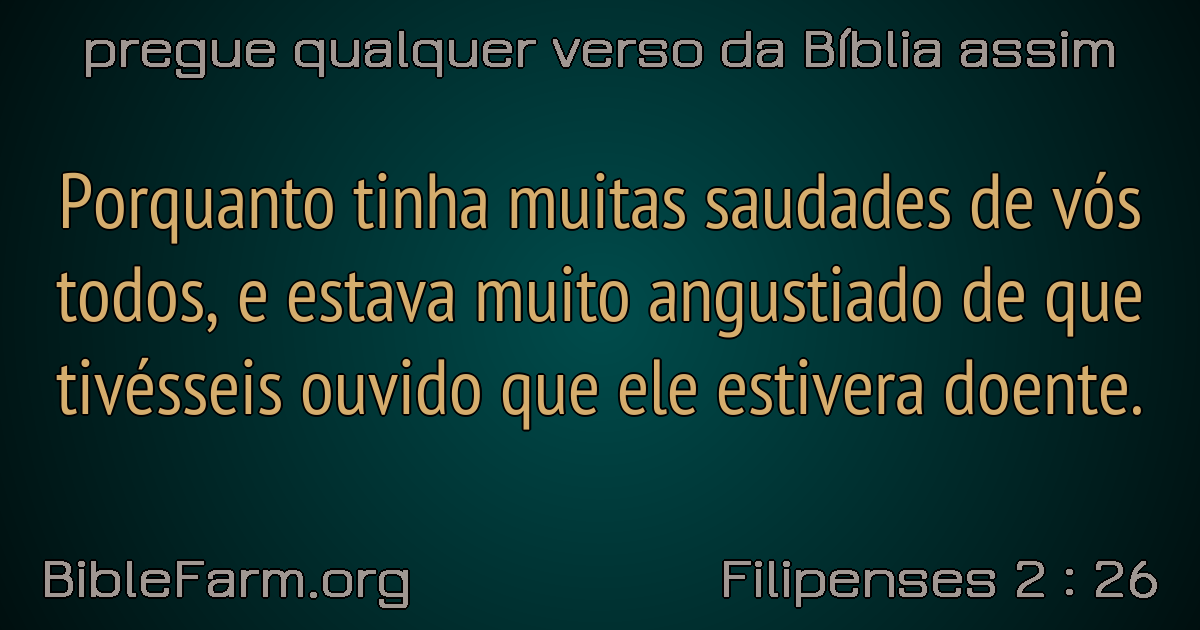 pregue qualquer verso da Bíblia assim
Porquanto tinha muitas saudades de vós
todos, e estava muito angustiado de que
tivésseis ouvido que ele estivera doente.
BibleFarm.org
Filipenses 2 : 26